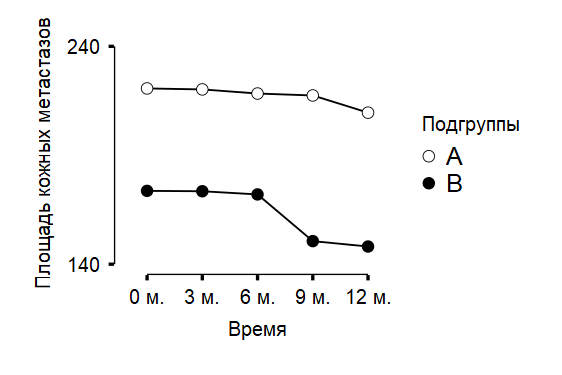 Площадь кожных метастазов
240
140
0 м. 3 м. 6 м. 9 м. 12 м.
Время
Подгруппы
A
B